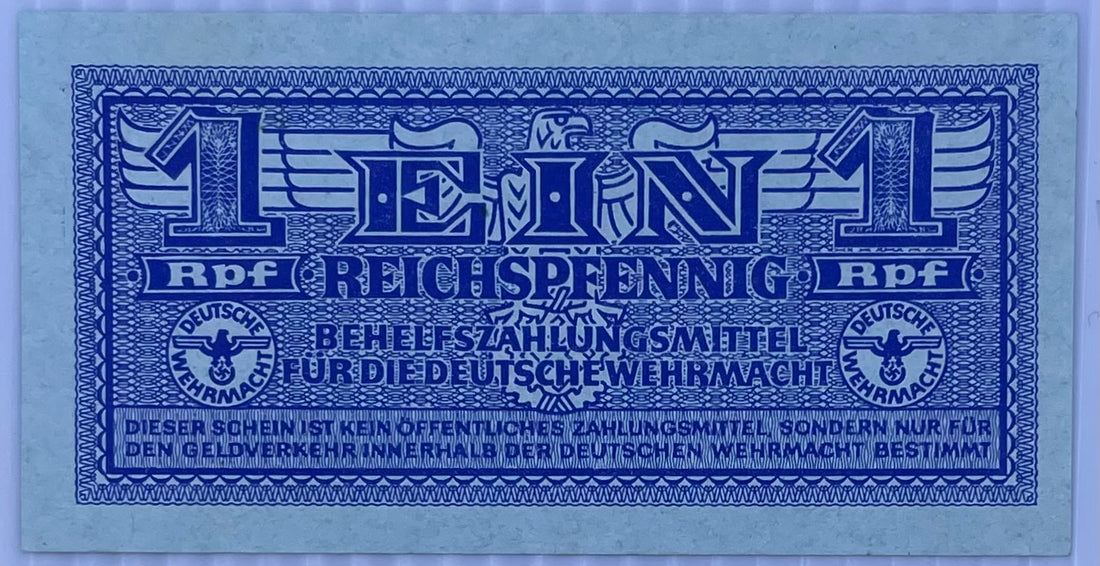 1 EIN 1
Rpf REICHSPFENNIG Rpf
DEUTSCHE WEHRMACHT
BEHELFSZAHLUNGSMITTEL
FÜR DIE DEUTSCHE WEHRMACHT
DEUTSCHE WEHRMACHT
DIESER SCHEIN IST KEIN ÖFFENTLICHES ZAHLUNGSMITTEL, SONDERN NUR FÜR
DEN GELDVERKEHR INNERHALB DER DEUTSCHEN WEHRMACHT BESTIMMT